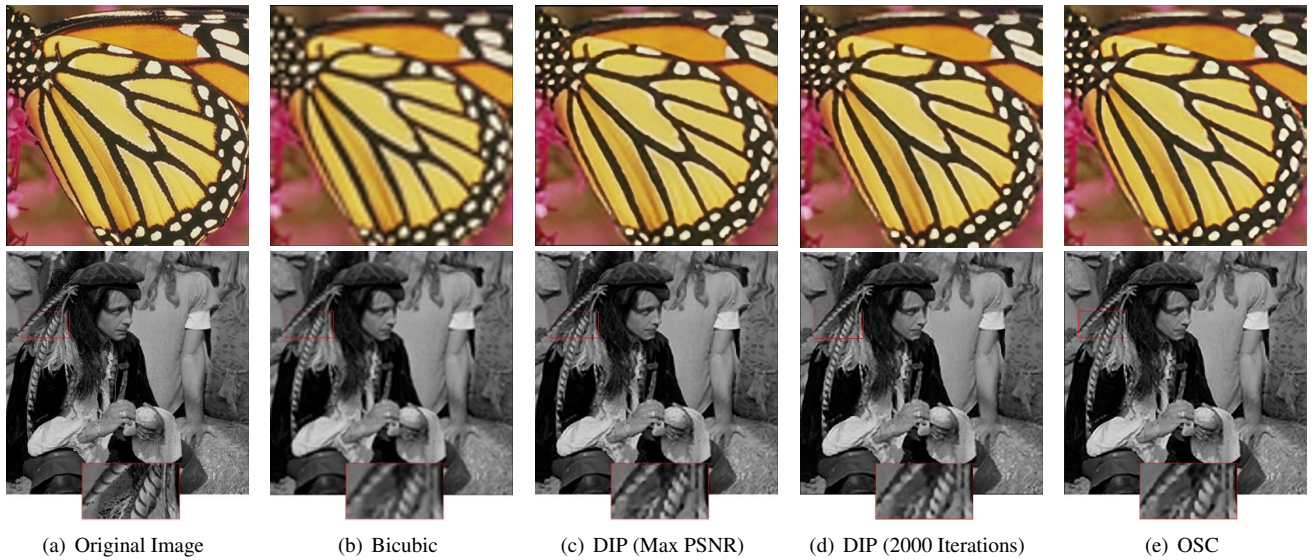 (a) Original Image
(b) Bicubic
(c) DIP (Max PSNR)
(d) DIP (2000 Iterations)
(e) OSC